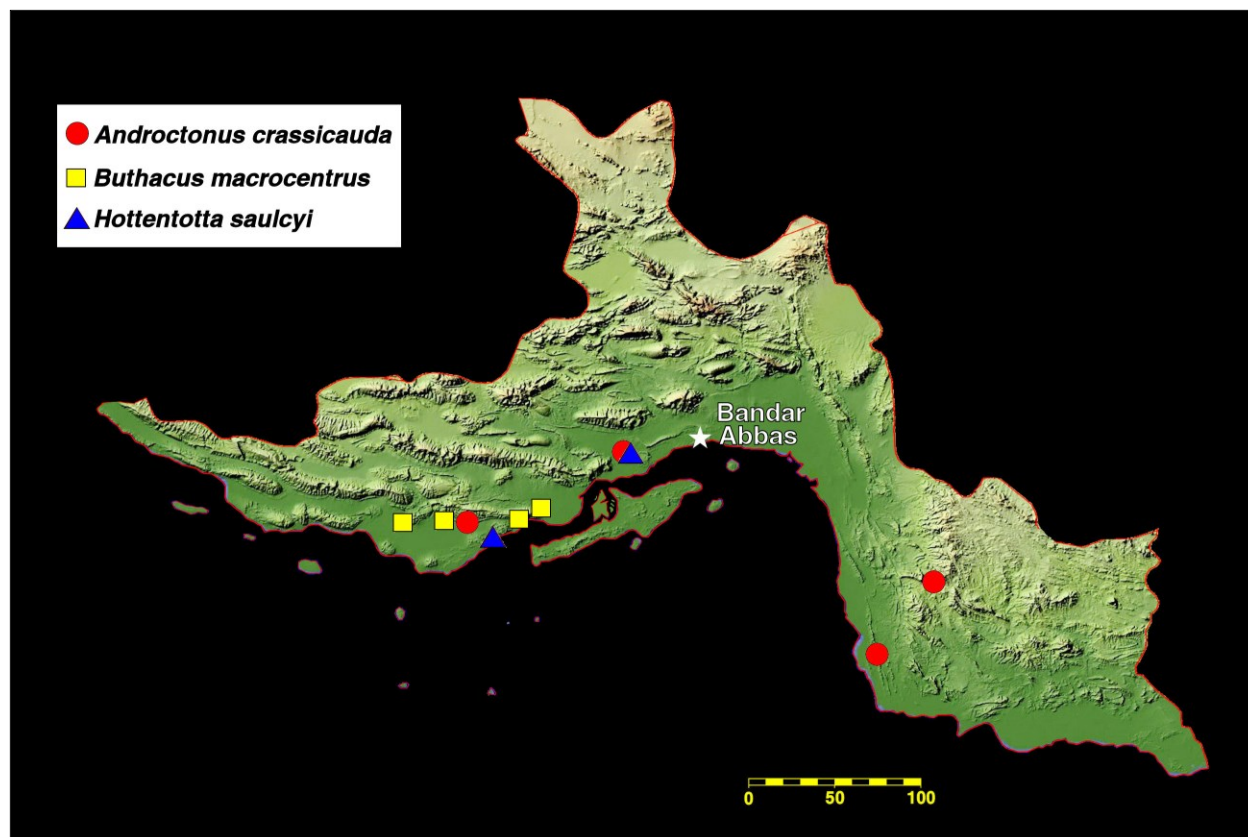 Androctonus crassicauda
Buthacus macrocentrus
Hottentotta saulcyi
Bandar
Abbas
0 50 100